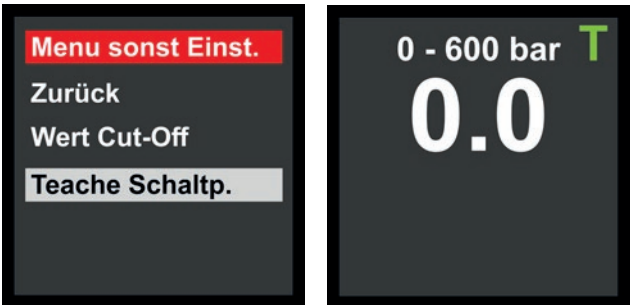 Menu sonst Einst.
Zurück
Wert Cut-Off
Teache Schaltp.
0 - 600 bar T
0.0